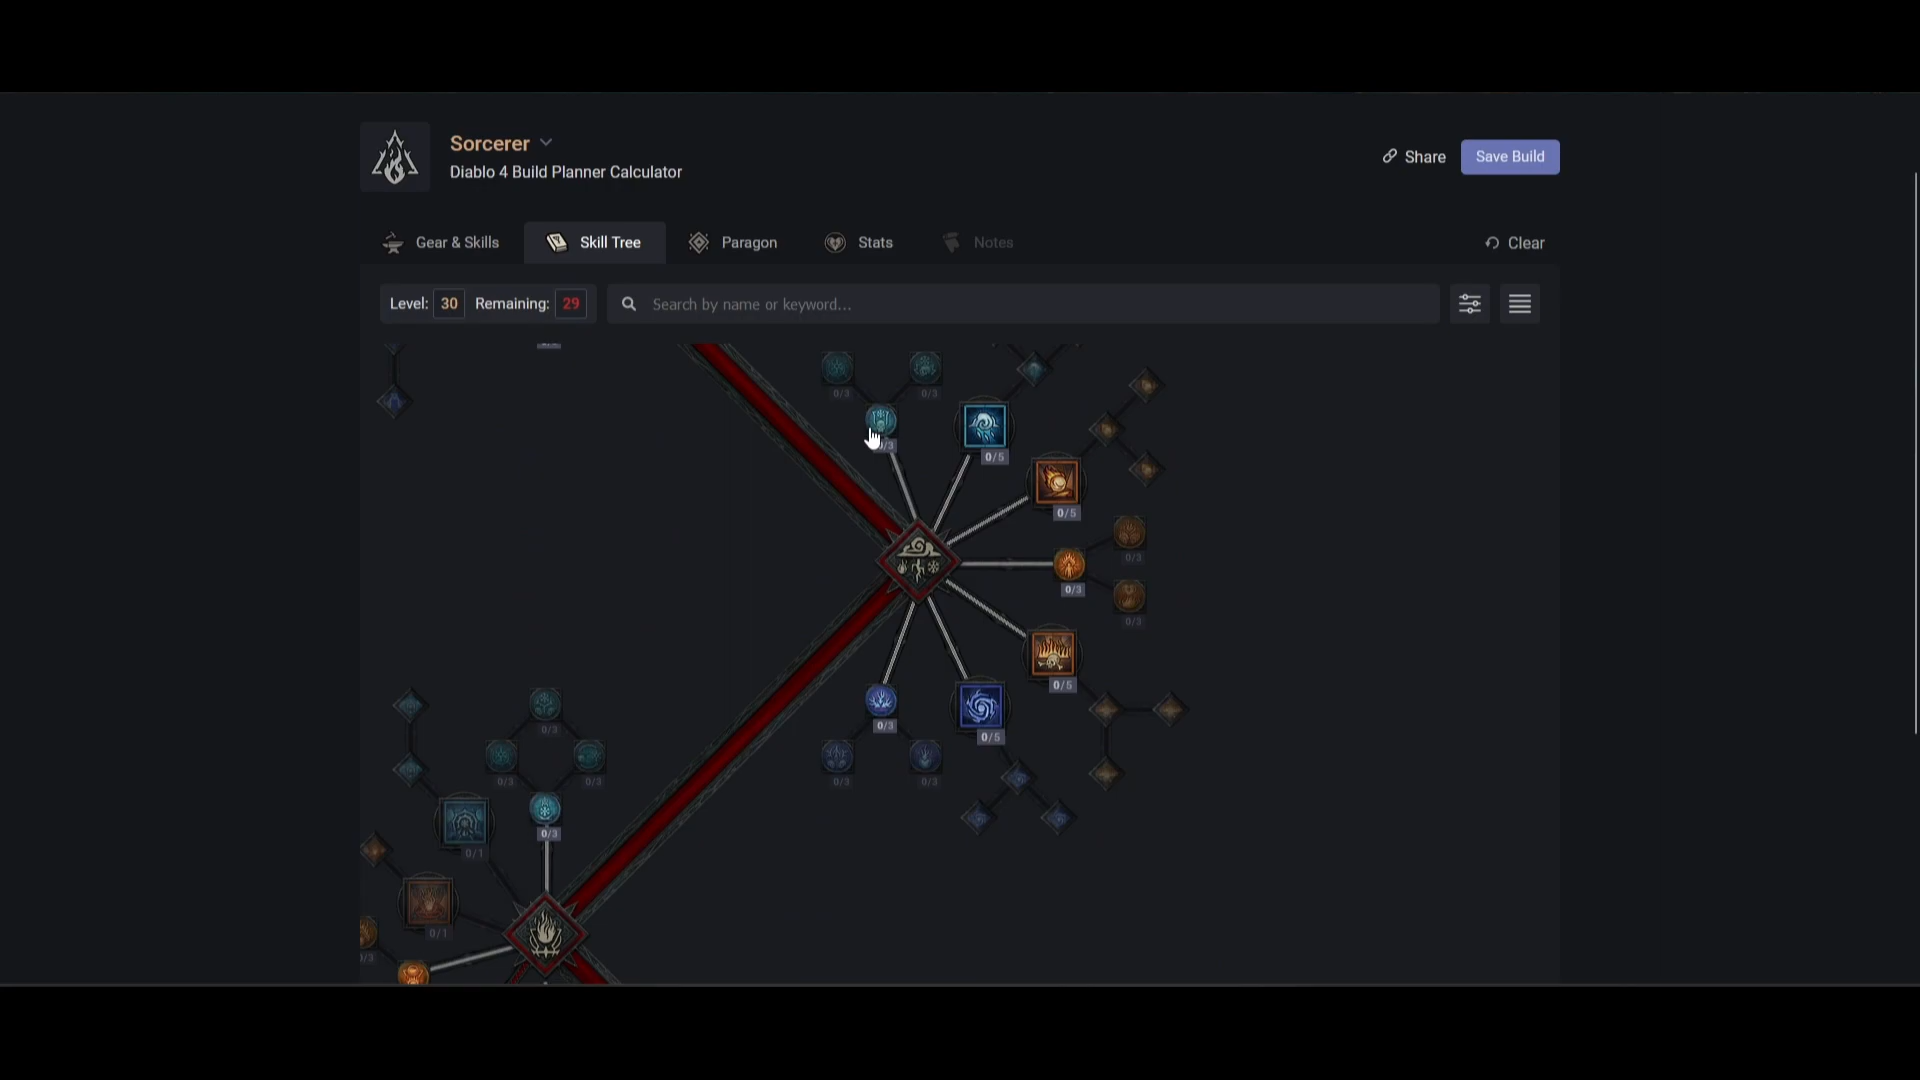 Sorcerer
Diablo 4 Build Planner Calculator
Share
Save Build
Gear & Skills
Skill Tree
Paragon
Stats
Notes
Clear
Level: 30 Remaining: 29
Search by name or keyword...
0/3 0/3
0/5
0/5
0/3
0/3
0/3
0/5
0/3
0/5
0/3
0/3 0/3
0/3 0/3
0/3
0/1
0/1